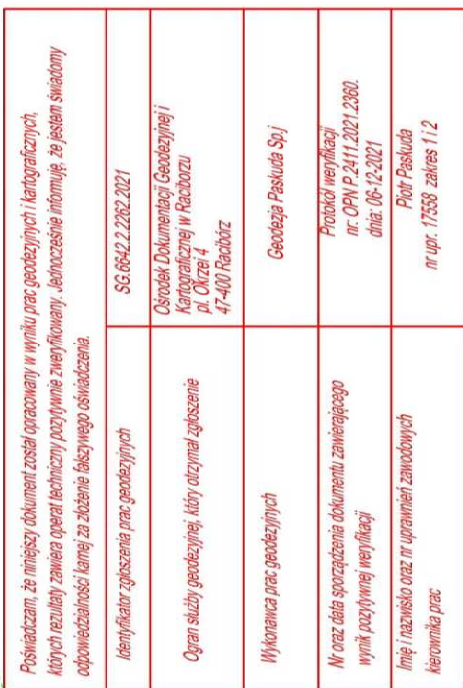 Poświadczam, że niniejszy dokument został opracowany w wyniku prac geodezyjnych i kartograficznych,
których rezultaty zawiera operat techniczny pozytywnie zweryfikowany. Jednocześnie informuję, że jestem świadomy
odpowiedzialności karnej za złożenie fałszywego oświadczenia.
Identyfikator zgłoszenia prac geodezyjnych
SG.6642.2.2262.2021
Ogran służby geodezyjnej, który otrzymał zgłoszenie
Ośrodek Dokumentacji Geodezyjnej i
Kartograficznej w Raciborzu
pl. Okrzei 4
47-400 Racibórz
Wykonawca prac geodezyjnych
Geodezja Paskuda Sp.j
Nr oraz data sporządzenia dokumentu zawierającego
wynik pozytywnej weryfikacji
Protokół weryfikacji
nr: OPN P.2411.2021.2360.
dnia: 06-12-2021
Imię i nazwisko oraz nr uprawnień zawodowych
kierownika prac
Piotr Paskuda
nr upr. 17558 zakres 1 i 2